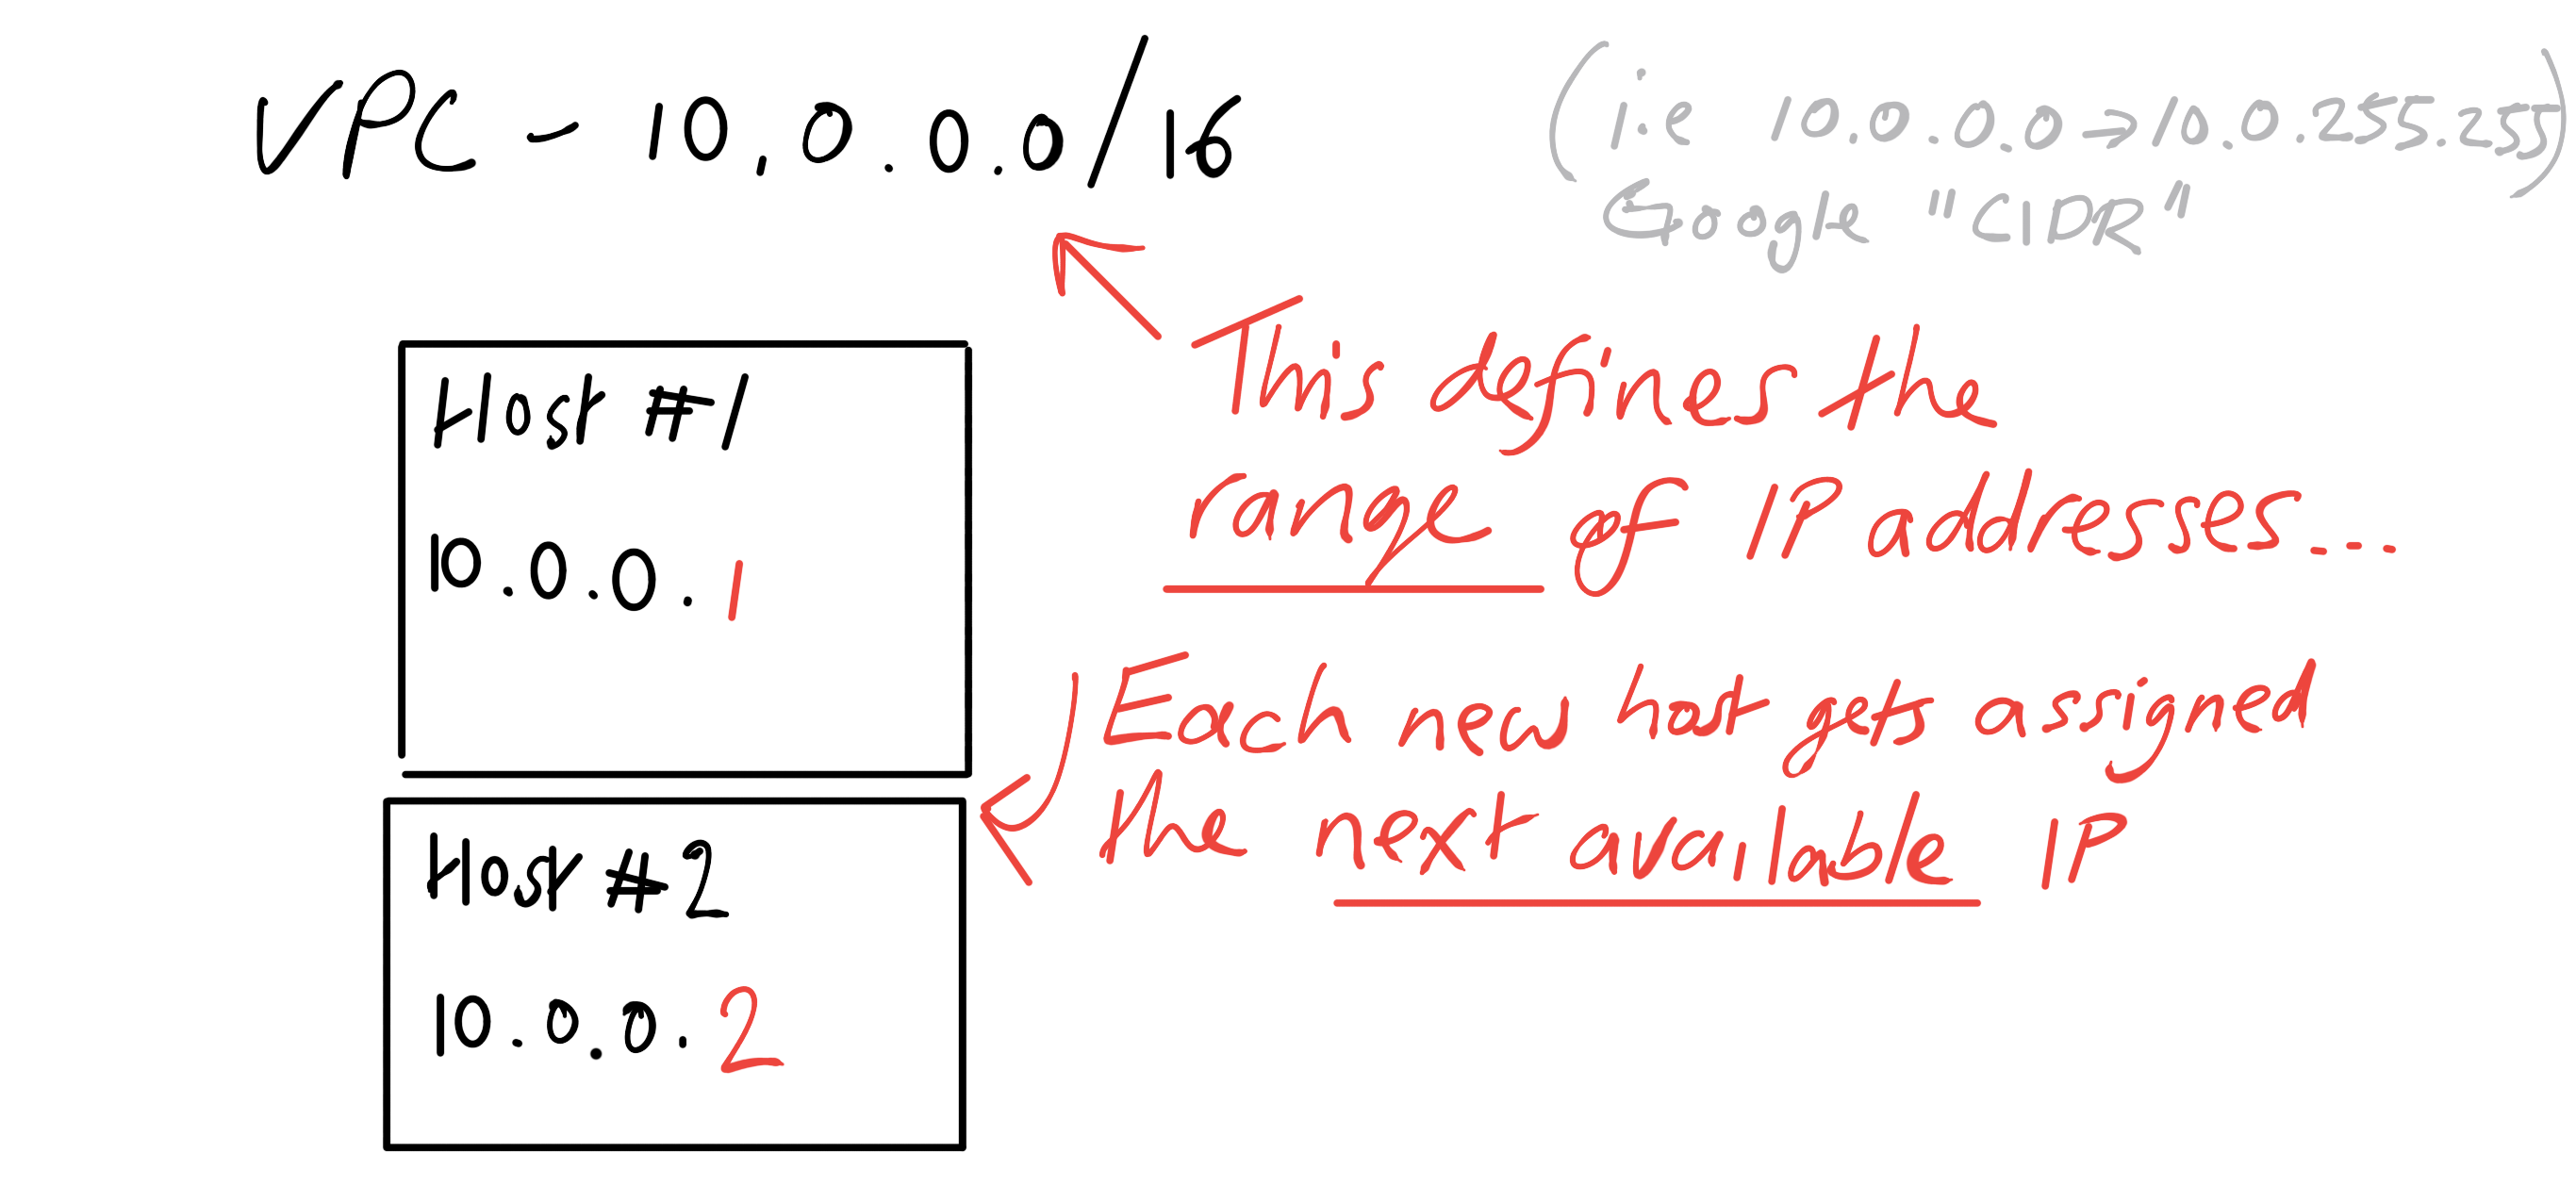 VPC - 10.0.0.0/16
(i.e 10.0.0.0→10.0.255.255)
Google "CIDR"
This defines the
range of IP addresses...
Host #1
10.0.0.1
Each new host gets assigned
the next available IP
Host #2
10.0.0.2